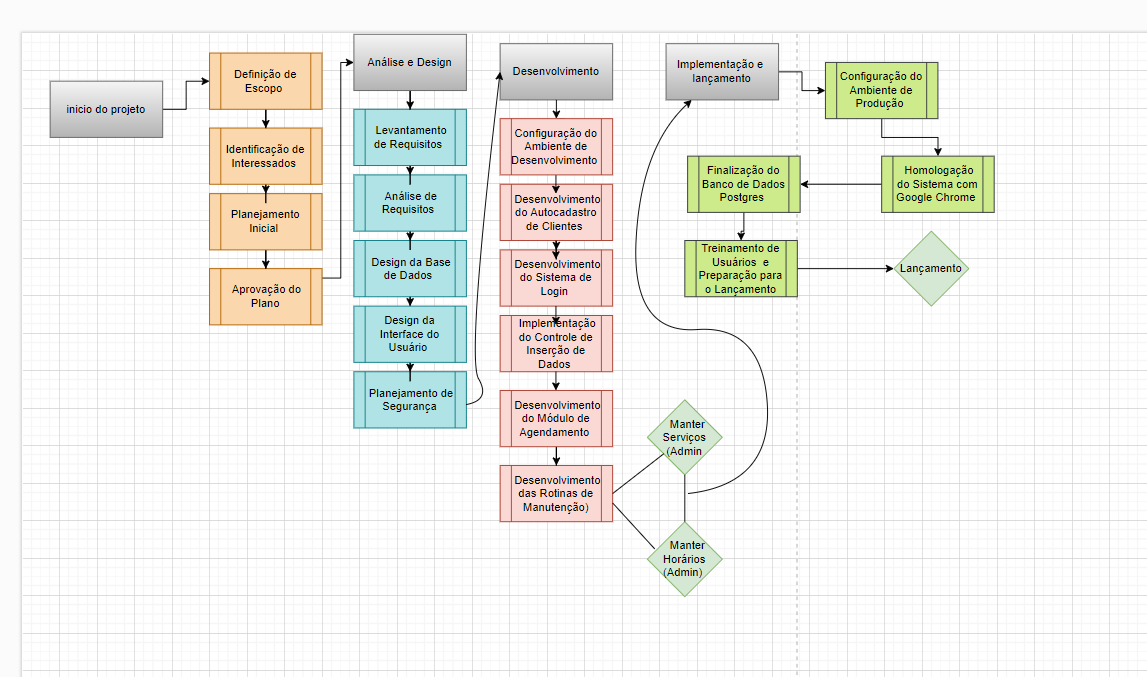 inicio do projeto
Definição de
Escopo
Identificação de
Interessados
Planejamento
Inicial
Aprovação do
Plano
Análise e Design
Levantamento
de Requisitos
Análise de
Requisitos
Design da Base
de Dados
Design da
Interface do
Usuário
Planejamento de
Segurança
Desenvolvimento
Configuração do
Ambiente de
Desenvolvimento
Desenvolvimento
do Autocadastro
de Clientes
Desenvolvimento
do Sistema de
Login
Implementação
do Controle de
Inserção de
Dados
Desenvolvimento
do Módulo de
Agendamento
Desenvolvimento
das Rotinas de
Manutenção)
Manter
Serviços
(Admin
Manter
Horários
(Admin)
Implementação e
lançamento
Configuração do
Ambiente de
Produção
Homologação
do Sistema com
Google Chrome
Finalização do
Banco de Dados
Postgres
Treinamento de
Usuários e
Preparação para
o Lançamento
Lançamento